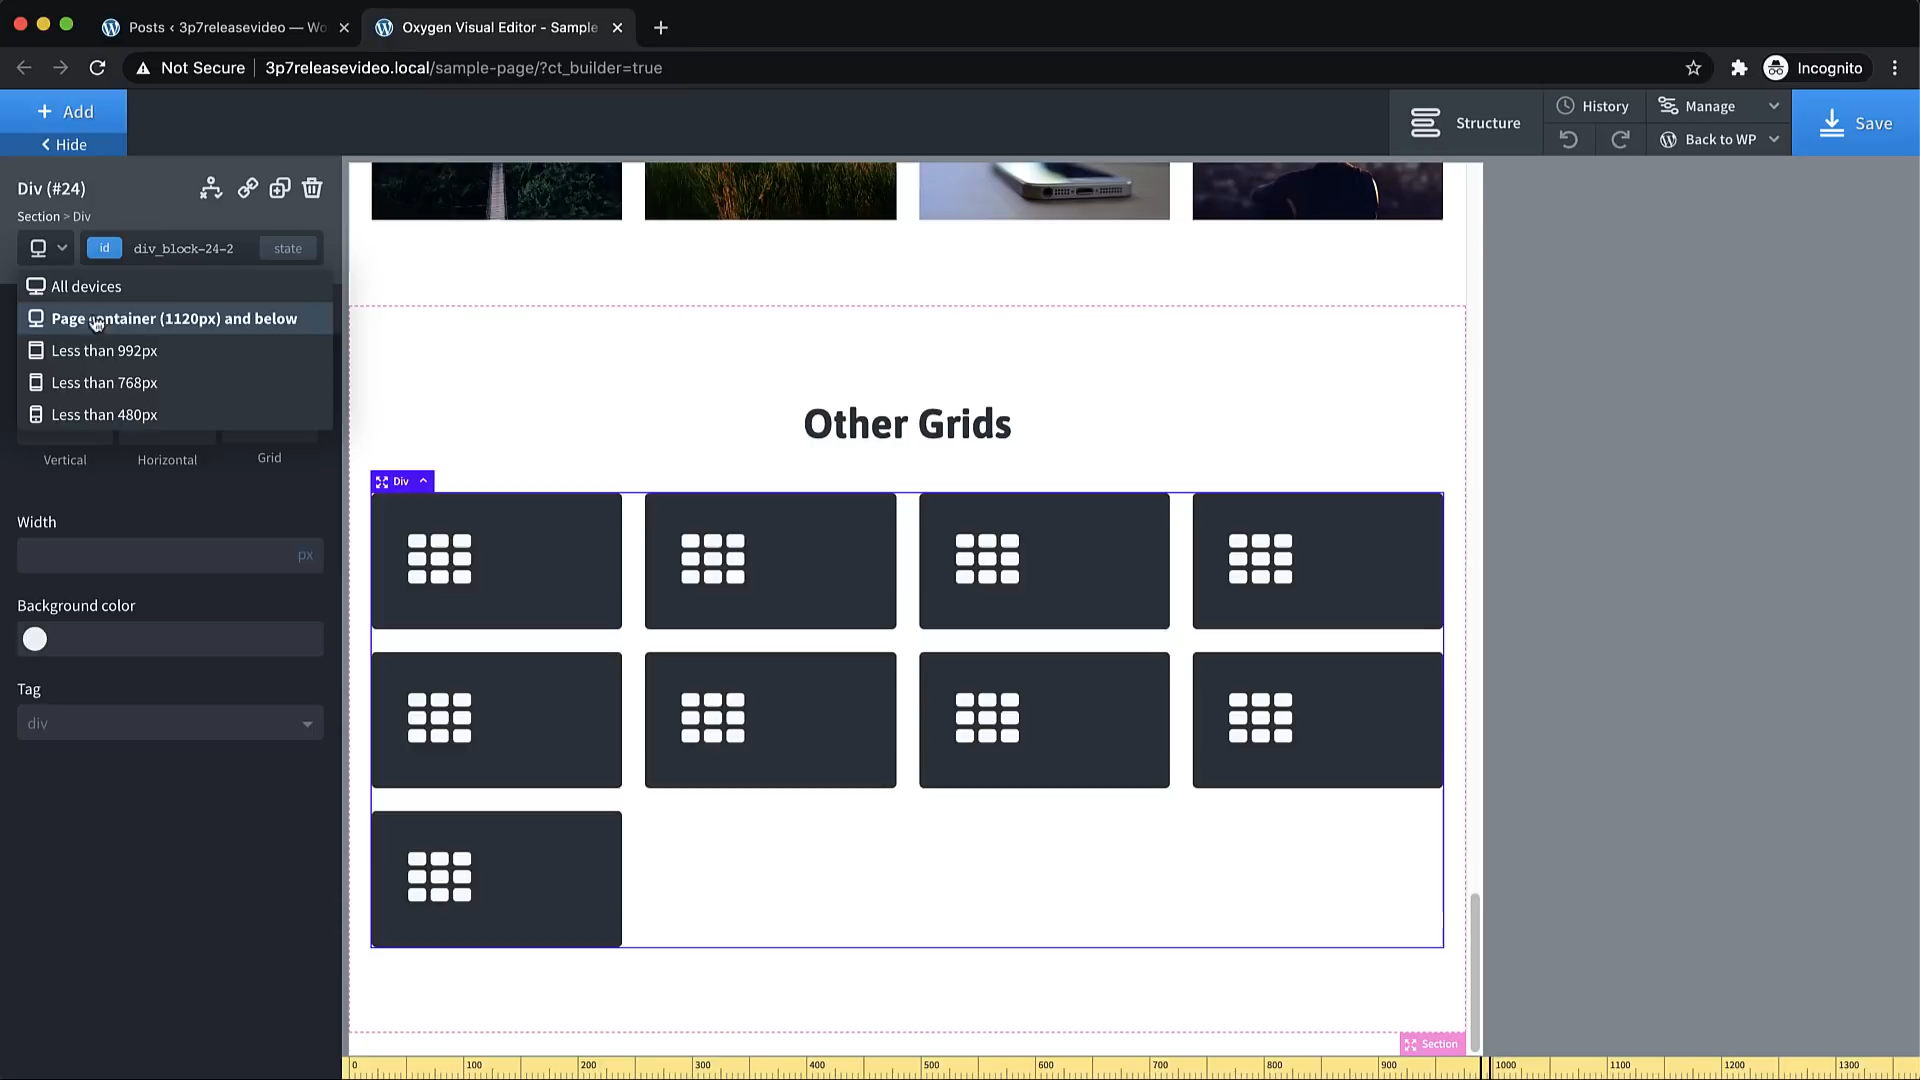 Posts ‹ 3p7releasevideo — Wo
Oxygen Visual Editor - Sample
Not Secure
3p7releasevideo.local/sample-page/?ct_builder=true
Incognito
+ Add
Hide
Structure
History
Manage
Back to WP
Save
Div (#24)
Section > Div
id
div_block-24-2
state
All devices
Page container (1120px) and below
Less than 992px
Less than 768px
Less than 480px
Vertical
Horizontal
Grid
Width
px
Background color
Tag
div
Other Grids
Div
Section
0
100
200
300
400
500
600
700
800
900
1000
1100
1200
1300